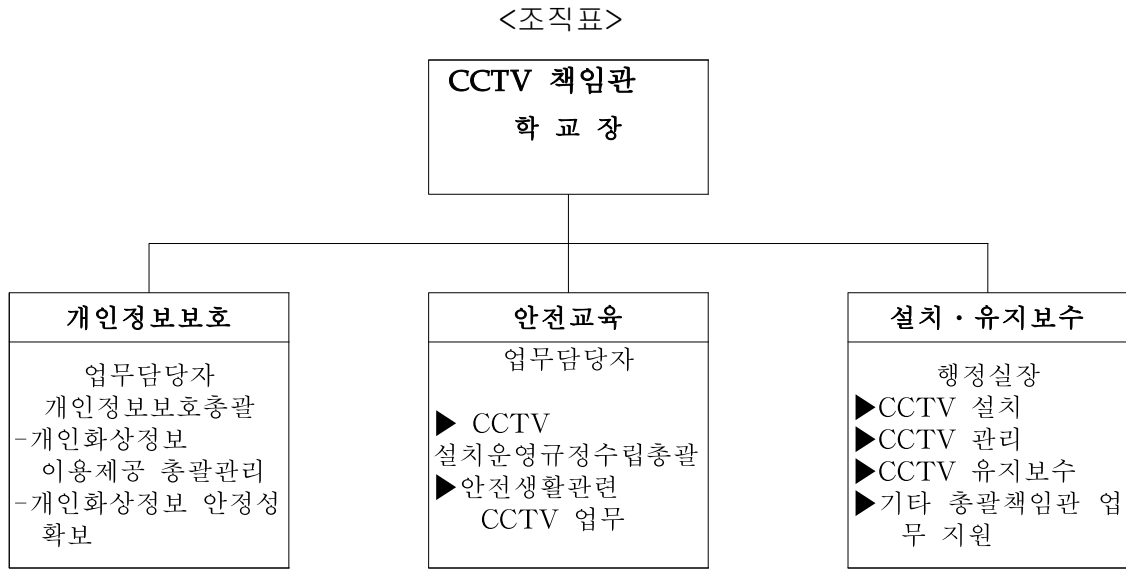 <조직표>
CCTV 책임관
학 교 장
개인정보보호
업무담당자
개인정보보호총괄
-개인화상정보
이용제공 총괄관리
-개인화상정보 안정성
확보
안전교육
업무담당자
▶ CCTV
설치운영규정수립총괄
▶안전생활관련
CCTV 업무
설치·유지보수
행정실장
▶CCTV 설치
▶CCTV 관리
▶CCTV 유지보수
▶기타 총괄책임관 업
무 지원